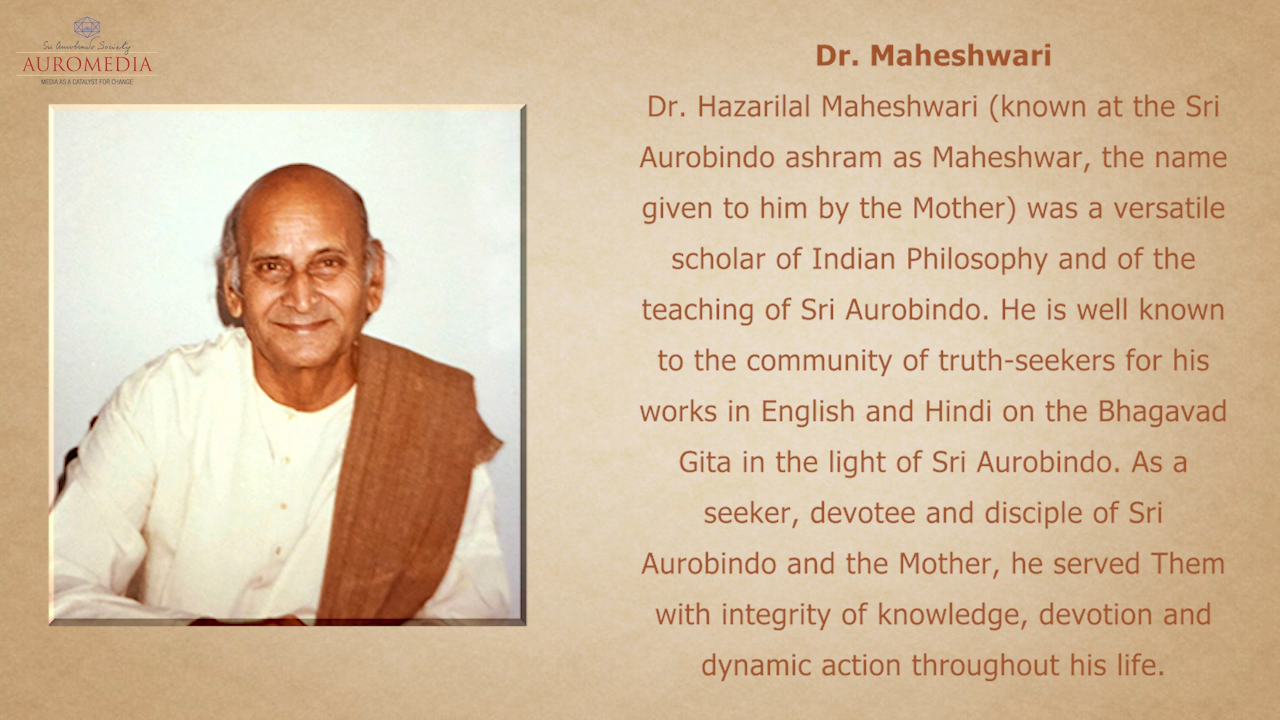 Sri Aurobindo Society
AUROMEDIA
MEDIA AS A CATALYST FOR CHANGE
Dr. Maheshwari
Dr. Hazarilal Maheshwari (known at the Sri
Aurobindo ashram as Maheshwar, the name
given to him by the Mother) was a versatile
scholar of Indian Philosophy and of the
teaching of Sri Aurobindo. He is well known
to the community of truth-seekers for his
works in English and Hindi on the Bhagavad
Gita in the light of Sri Aurobindo. As a
seeker, devotee and disciple of Sri
Aurobindo and the Mother, he served Them
with integrity of knowledge, devotion and
dynamic action throughout his life.